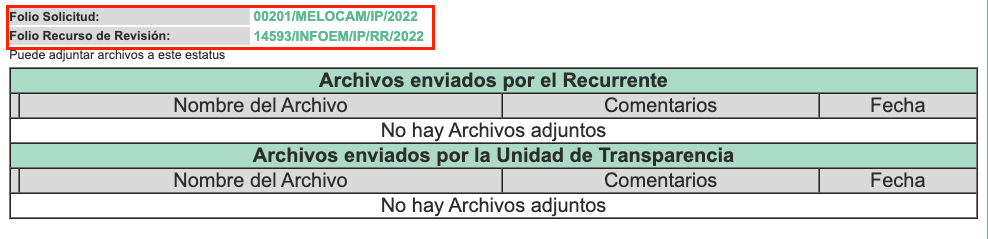 Folio Solicitud: 00201/MELOCAM/IP/2022
Folio Recurso de Revisión: 14593/INFOEM/IP/RR/2022
Puede adjuntar archivos a este estatus
Archivos enviados por el Recurrente
Nombre del Archivo Comentarios Fecha
No hay Archivos adjuntos
Archivos enviados por la Unidad de Transparencia
Nombre del Archivo Comentarios Fecha
No hay Archivos adjuntos